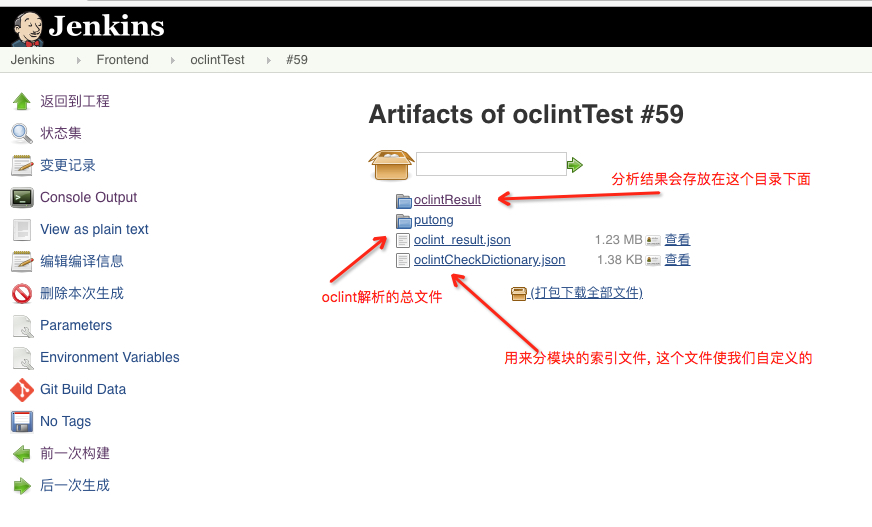 Jenkins
Jenkins Frontend oclintTest #59
返回到工程
状态集
变更记录
Console Output
View as plain text
编辑编译信息
删除本次生成
Parameters
Environment Variables
Git Build Data
No Tags
前一次构建
后一次生成
Artifacts of oclintTest #59
分析结果会存放在这个目录下面
oclintResult
putong
oclint_result.json 1.23 MB 查看
oclintCheckDictionary.json 1.38 KB 查看
(打包下载全部文件)
oclint解析的总文件
用来分模块的索引文件, 这个文件使我们自定义的